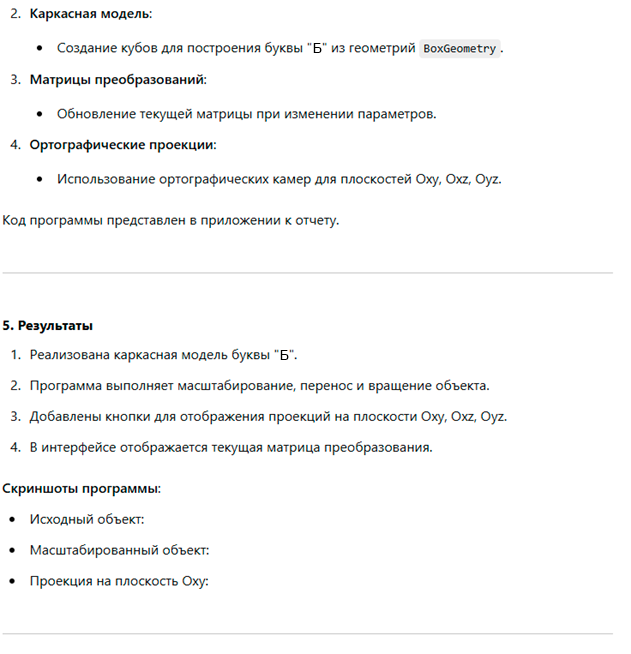 2. Каркасная модель:
• Создание кубов для построения буквы "Б" из геометрий BoxGeometry.
3. Матрицы преобразований:
• Обновление текущей матрицы при изменении параметров.
4. Ортографические проекции:
• Использование ортографических камер для плоскостей Oxy, Oxz, Oyz.
Код программы представлен в приложении к отчету.
5. Результаты
1. Реализована каркасная модель буквы "Б".
2. Программа выполняет масштабирование, перенос и вращение объекта.
3. Добавлены кнопки для отображения проекций на плоскости Oxy, Oxz, Oyz.
4. В интерфейсе отображается текущая матрица преобразования.
Скриншоты программы:
• Исходный объект:
• Масштабированный объект:
• Проекция на плоскость Oxy: